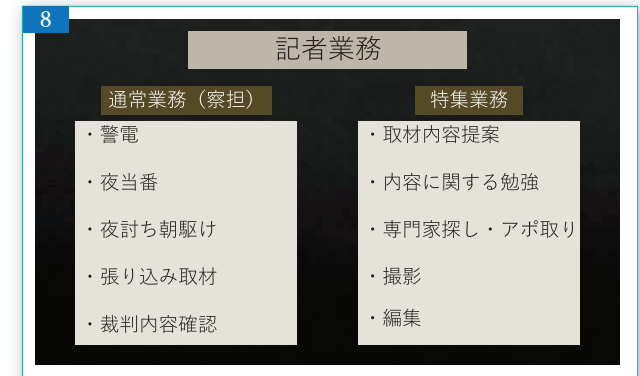 8
記者業務
通常業務（察担）
・警電
・夜当番
・夜討ち朝駆け
・張り込み取材
・裁判内容確認
特集業務
・取材内容提案
・内容に関する勉強
・専門家探し・アポ取り
・撮影
・編集